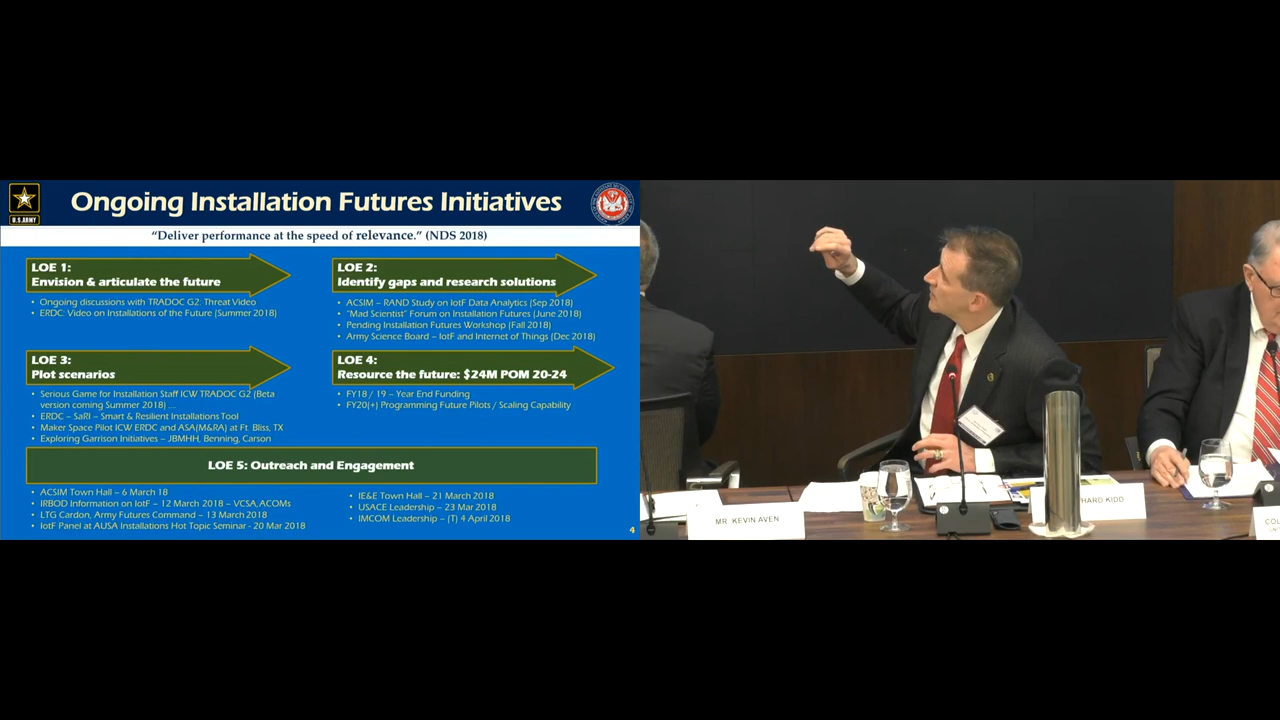 Ongoing Installation Futures Initiatives
U.S.ARMY
“Deliver performance at the speed of relevance.” (NDS 2018)
LOE 1:
Envision & articulate the future
• Ongoing discussions with TRADOC G2: Threat Video
• ERDC: Video on Installations of the Future (Summer 2018)
LOE 2:
Identify gaps and research solutions
• ACSIM – RAND Study on IotF Data Analytics (Sep 2018)
• “Mad Scientist” Forum on Installation Futures (June 2018)
• Pending Installation Futures Workshop (Fall 2018)
• Army Science Board – IotF and Internet of Things (Dec 2018)
LOE 3:
Plot scenarios
• Serious Game for Installation Staff ICW TRADOC G2 (Beta
version coming Summer 2018) ...
• ERDC – SaRI – Smart & Resilient Installations Tool
• Maker Space Pilot ICW ERDC and ASA(M&RA) at Ft. Bliss, TX
• Exploring Garrison Initiatives – JBMHH, Benning, Carson
LOE 4:
Resource the future: $24M POM 20-24
• FY18 / 19 – Year End Funding
• FY20(+) Programming Future Pilots / Scaling Capability
LOE 5: Outreach and Engagement
• ACSIM Town Hall – 6 March 18
• IRBOD Information on IotF – 12 March 2018 – VCSA, ACOMs
• LTG Cardon, Army Futures Command – 13 March 2018
• IotF Panel at AUSA Installations Hot Topic Seminar - 20 Mar 2018
• IE&E Town Hall – 21 March 2018
• USACE Leadership – 23 Mar 2018
• IMCOM Leadership – (T) 4 April 2018
4
MR. KEVIN AVEN
HARD KIDD
COL